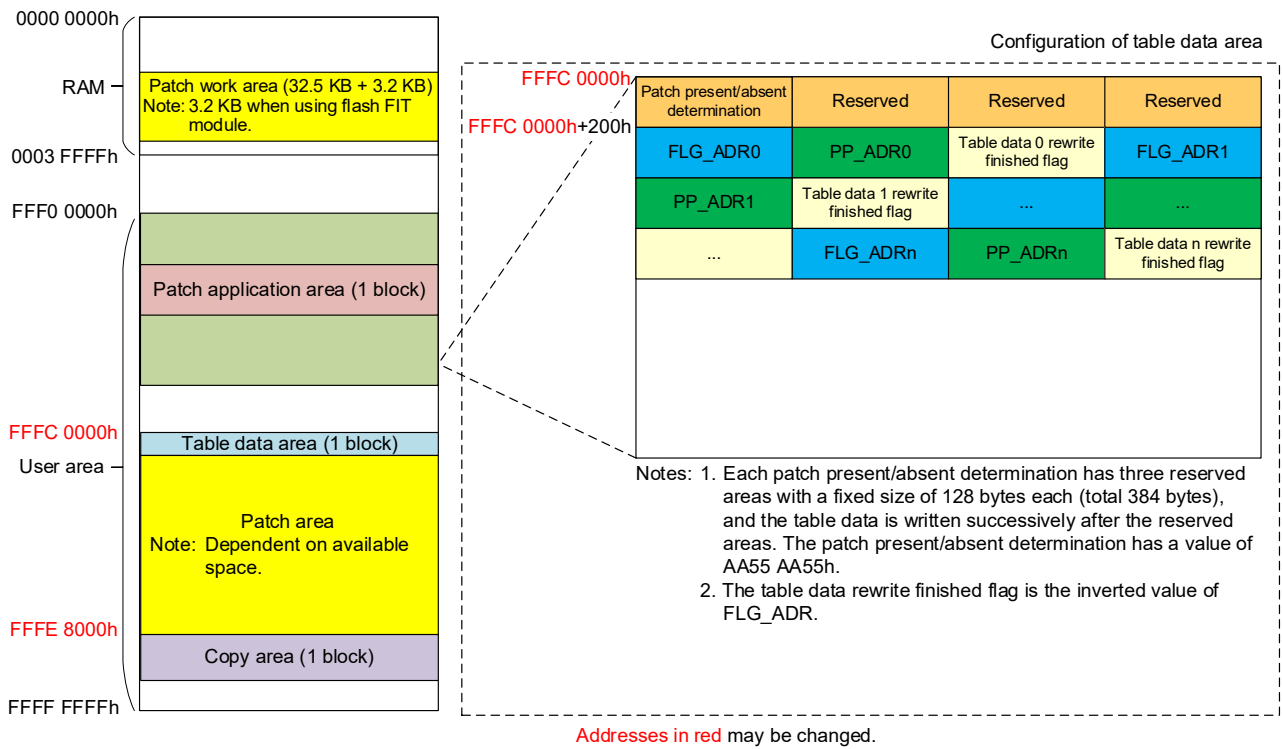 0000 0000h
RAM
Patch work area (32.5 KB + 3.2 KB)
Note: 3.2 KB when using flash FIT
module.
0003 FFFFh
FFF0 0000h
Patch application area (1 block)
FFFC 0000h
Table data area (1 block)
User area
Patch area
Note: Dependent on available
space.
FFFE 8000h
Copy area (1 block)
FFFF FFFFh
Configuration of table data area
FFFC 0000h
Patch present/absent
determination
Reserved
Reserved
Reserved
FFFC 0000h+200h
FLG_ADR0
PP_ADR0
Table data 0 rewrite
finished flag
FLG_ADR1
PP_ADR1
Table data 1 rewrite
finished flag
...
...
...
FLG_ADRn
PP_ADRn
Table data n rewrite
finished flag
Notes: 1. Each patch present/absent determination has three reserved
areas with a fixed size of 128 bytes each (total 384 bytes),
and the table data is written successively after the reserved
areas. The patch present/absent determination has a value of
AA55 AA55h.
2. The table data rewrite finished flag is the inverted value of
FLG_ADR.
Addresses in red may be changed.